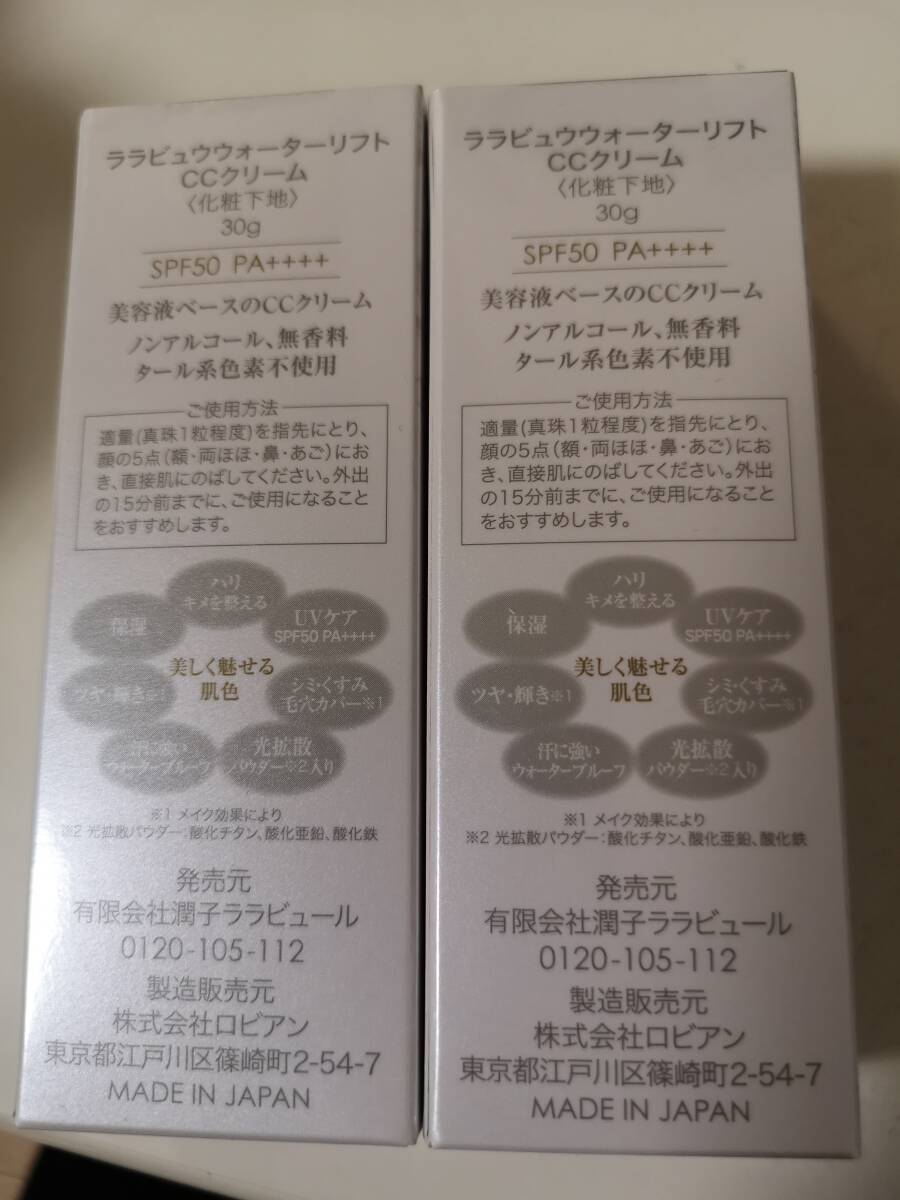 ララビュウウォーターリフト
CCクリーム
〈化粧下地〉
30g
SPF50 PA++++
美容液ベースのCCクリーム
ノンアルコール、無香料
タール系色素不使用
ご使用方法
適量(真珠1粒程度)を指先にとり、
顔の5点(額・両ほほ・鼻・あご)にお
き、直接肌にのばしてください。外出
の15分前までに、ご使用になること
をおすすめします。
ハリ
キメを整える
保湿
UVケア
SPF50 PA++++
美しく魅せる
肌色
ツヤ・輝き※1
シミ・くすみ
毛穴カバー※1
汗に強い
ウォータープルーフ
光拡散
パウダー※2入り
※1 メイク効果により
※2 光拡散パウダー:酸化チタン、酸化亜鉛、酸化鉄
発売元
有限会社潤子ララビュール
0120-105-112
製造販売元
株式会社ロビアン
東京都江戸川区篠崎町2-54-7
MADE IN JAPAN
ララビュウウォーターリフト
CCクリーム
〈化粧下地〉
30g
SPF50 PA++++
美容液ベースのCCクリーム
ノンアルコール、無香料
タール系色素不使用
ご使用方法
適量(真珠1粒程度)を指先にとり、
顔の5点(額・両ほほ・鼻・あご)にお
き、直接肌にのばしてください。外出
の15分前までに、ご使用になること
をおすすめします。
ハリ
キメを整える
保湿
UVケア
SPF50 PA++++
美しく魅せる
肌色
ツヤ・輝き※1
シミ・くすみ
毛穴カバー※1
汗に強い
ウォータープルーフ
光拡散
パウダー※2入り
※1 メイク効果により
※2 光拡散パウダー:酸化チタン、酸化亜鉛、酸化鉄
発売元
有限会社潤子ララビュール
0120-105-112
製造販売元
株式会社ロビアン
東京都江戸川区篠崎町2-54-7
MADE IN JAPAN